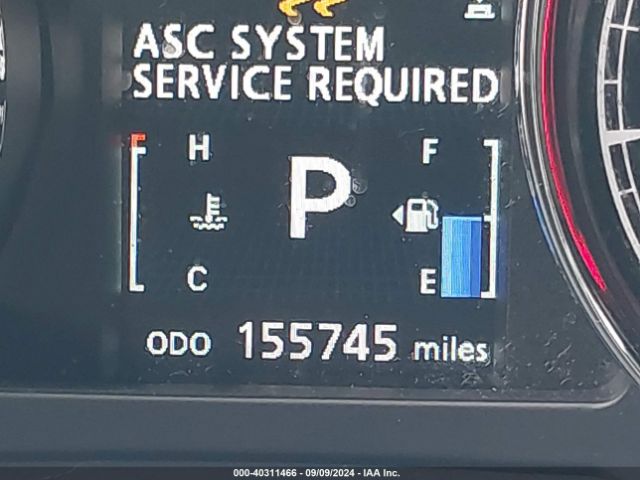 ASC SYSTEM
SERVICE REQUIRED
H F
P
C E
ODO 155745 miles
000-40311466 - 09/09/2024 - IAA Inc.